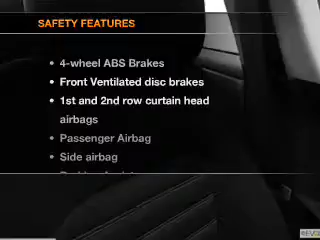 SAFETY FEATURES
• 4-wheel ABS Brakes
• Front Ventilated disc brakes
• 1st and 2nd row curtain head
airbags
• Passenger Airbag
• Side airbag